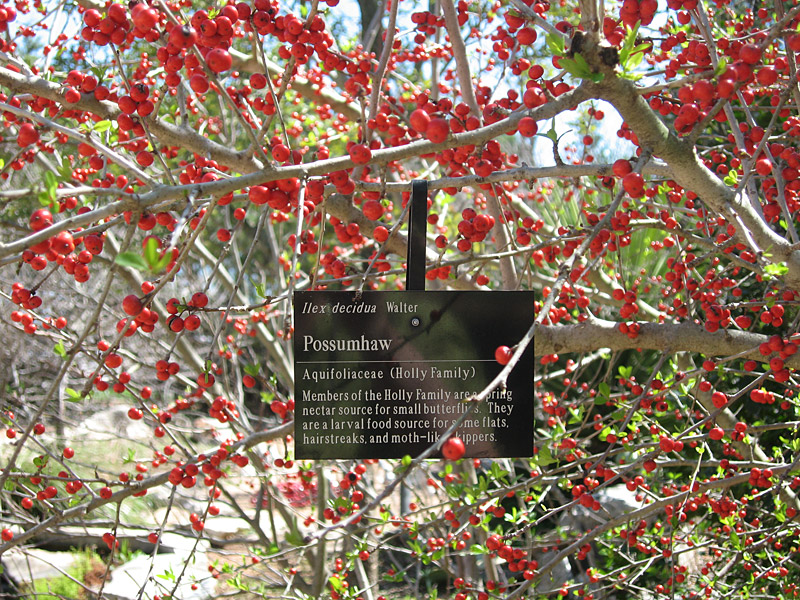 Ilex decidua Walter
Possumhaw
Aquifoliaceae (Holly Family)
Members of the Holly Family are a spring
nectar source for small butterflies. They
are a larval food source for some flats,
hairstreaks, and moth-like skippers.